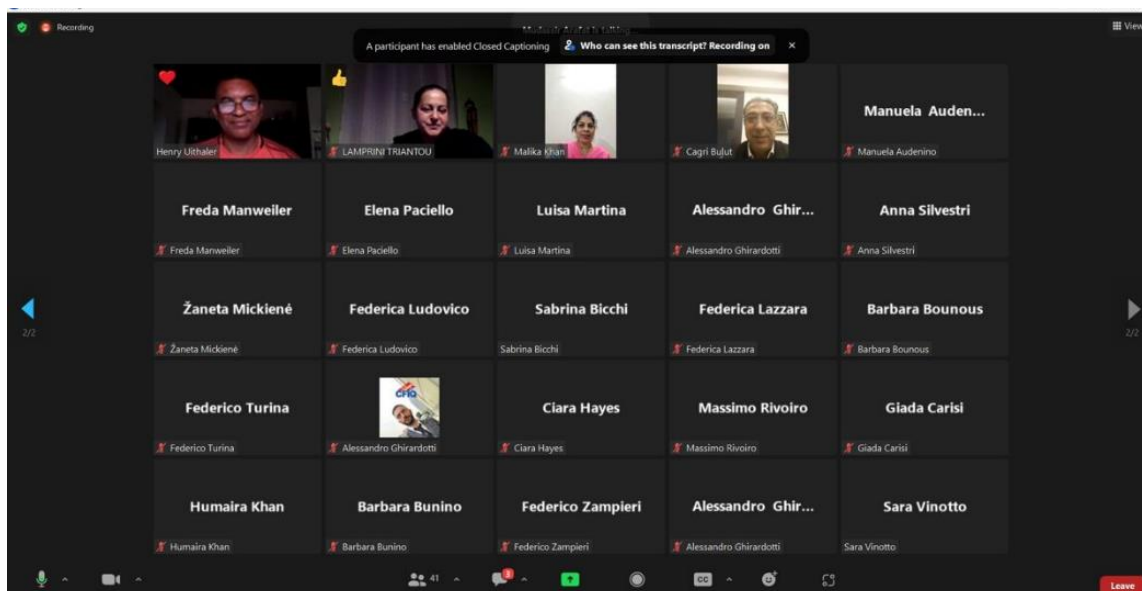 Recording
View
A participant has enabled Closed Captioning
Who can see this transcript? Recording on
×
Henry Uithaler
LAMPRINI TRIANTOU
Malika Khan
Cagri Bulut
Manuela Auden...
Manuela Audenino
Freda Manweiler
Freda Manweiler
Elena Paciello
Elena Paciello
Luisa Martina
Luisa Martina
Alessandro Ghir...
Alessandro Ghirardotti
Anna Silvestri
Anna Silvestri
2/2
2/2
Žaneta Mickienė
Žaneta Mickienė
Federica Ludovico
Federica Ludovico
Sabrina Bicchi
Sabrina Bicchi
Federica Lazzara
Federica Lazzara
Barbara Bounous
Barbara Bounous
Federico Turina
Federico Turina
Alessandro Ghirardotti
Ciara Hayes
Ciara Hayes
Massimo Rivoiro
Massimo Rivoiro
Giada Carisi
Giada Carisi
Humaira Khan
Humaira Khan
Barbara Bunino
Barbara Bunino
Federico Zampieri
Federico Zampieri
Alessandro Ghir...
Alessandro Ghirardotti
Sara Vinotto
Sara Vinotto
41
3
CC
Leave